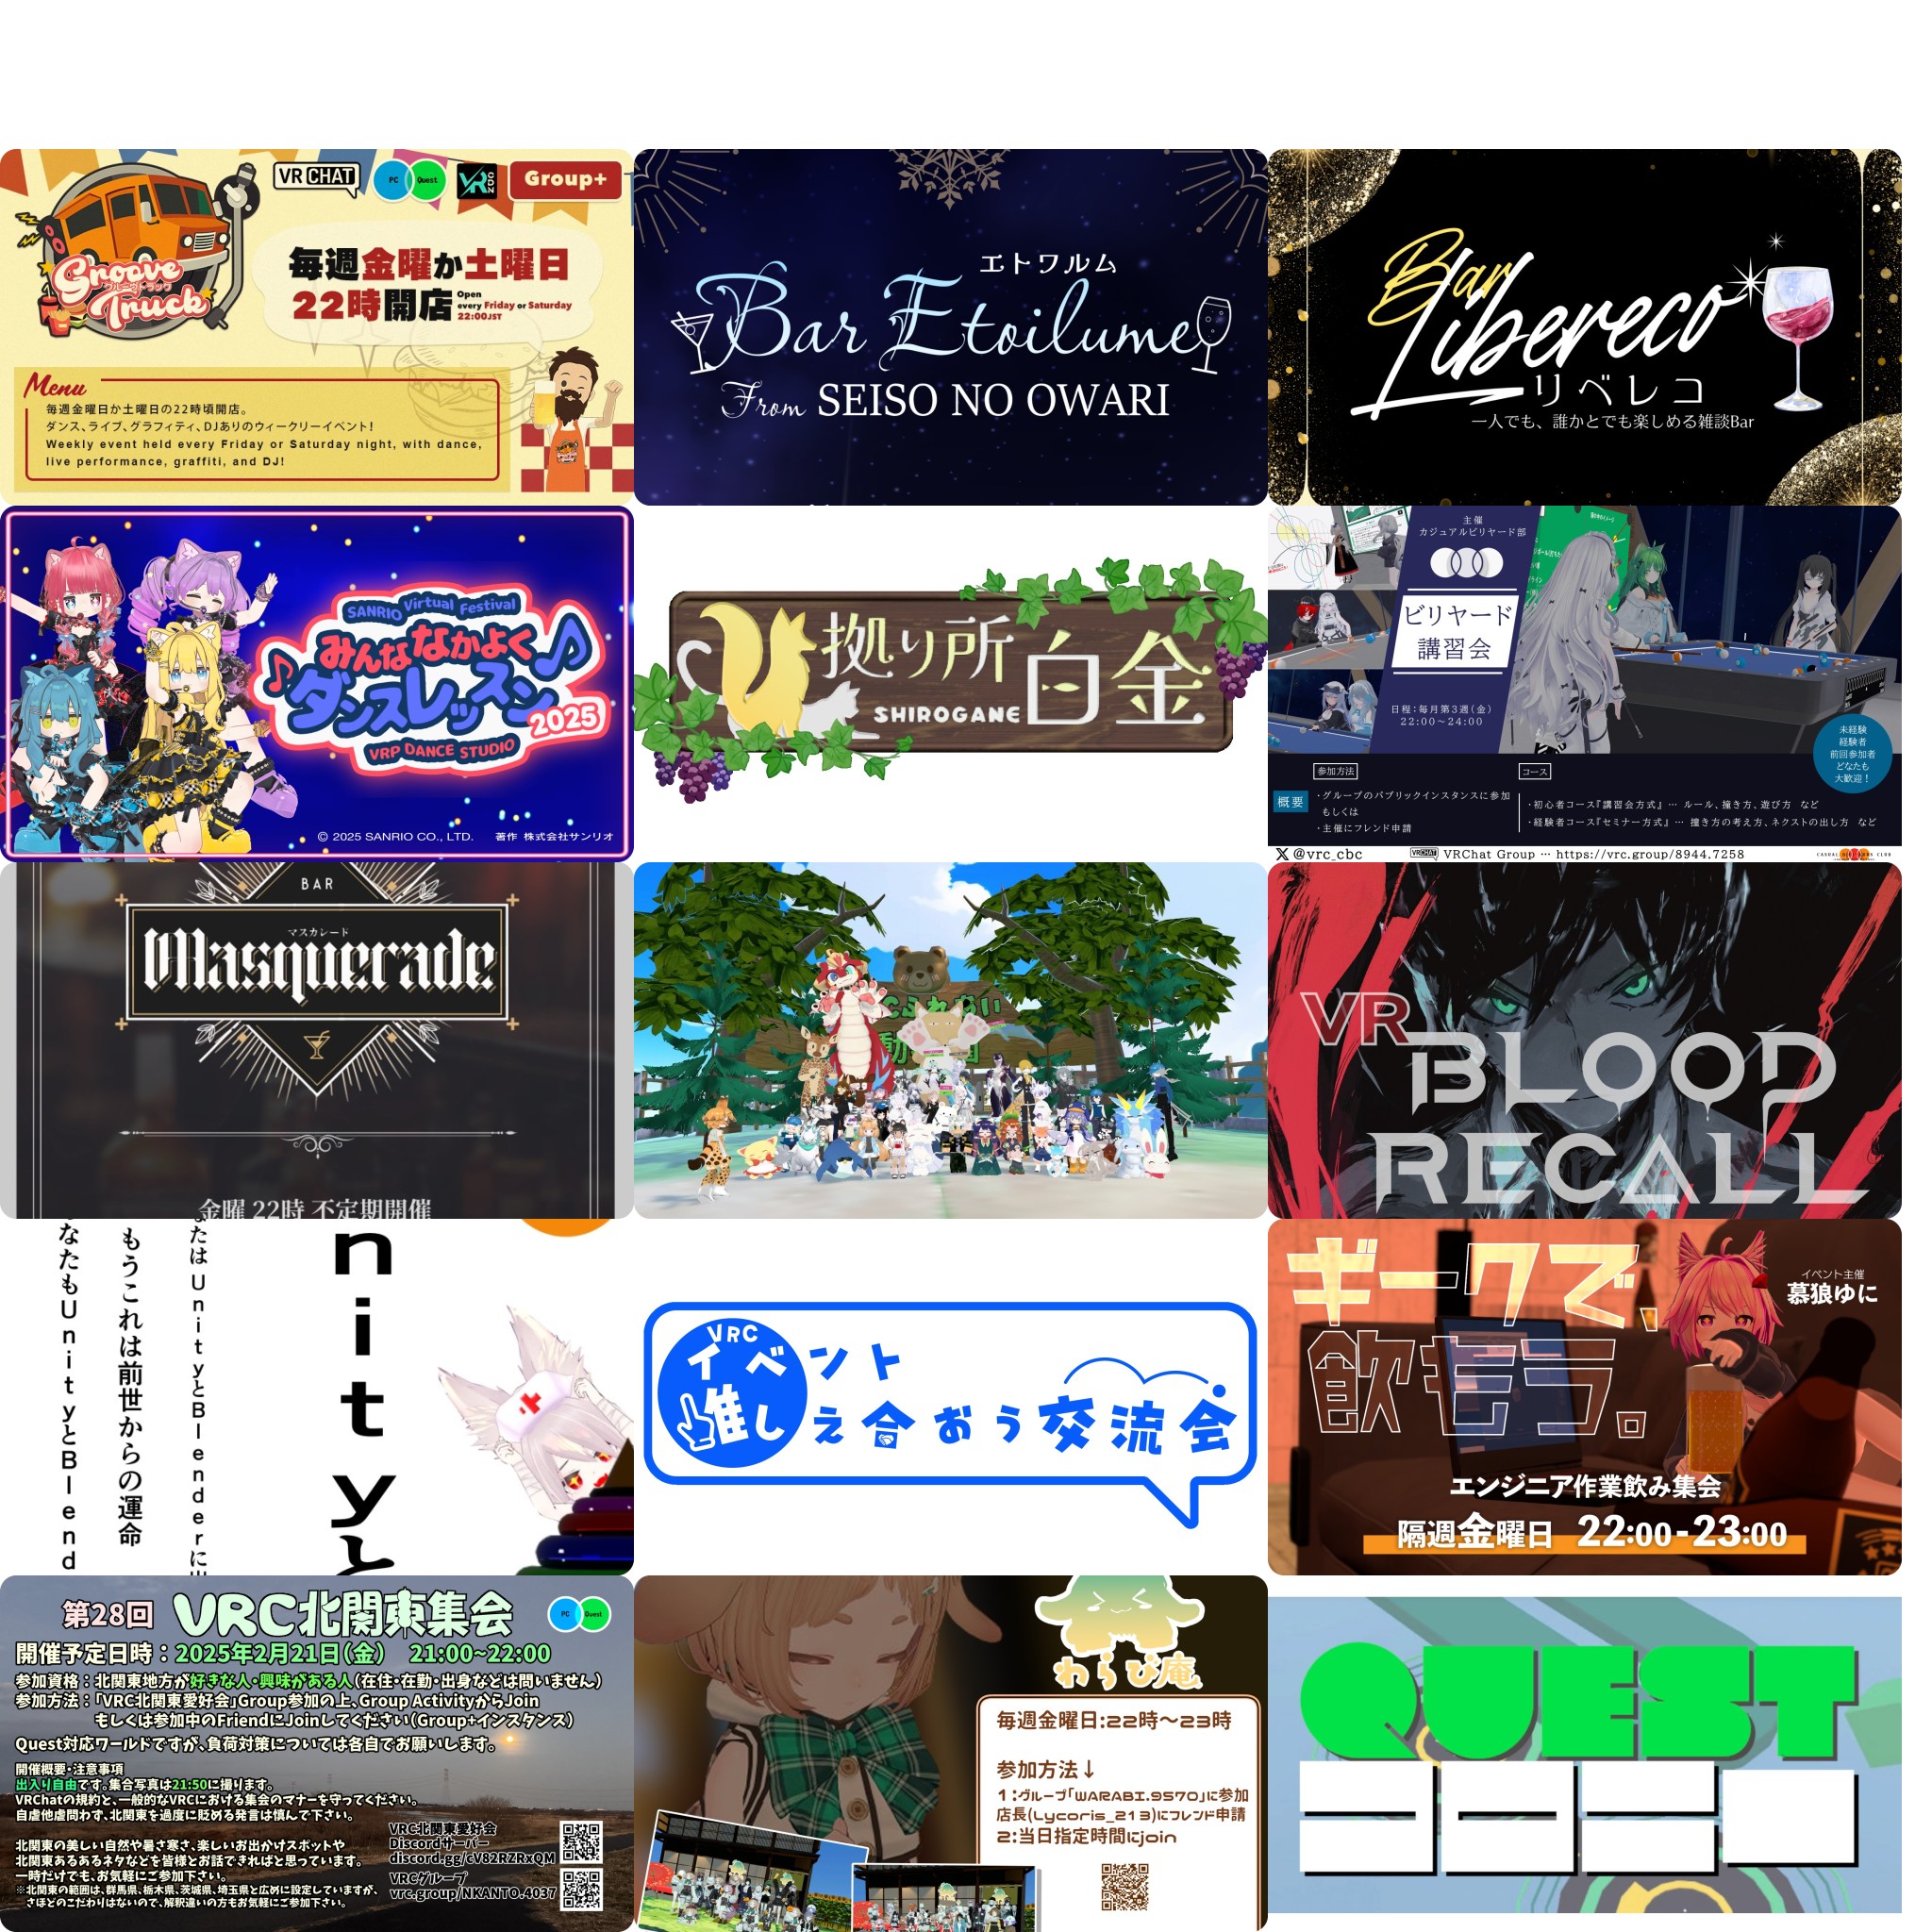 Groove
グルーヴトラック
Truck
VRCHAT
PC
Quest
VR
ZOO
Group+
毎週金曜か土曜日
22時開店
Open
every Friday or Saturday
22:00JST
Menu
毎週金曜日か土曜日の22時頃開店。
ダンス、ライブ、グラフィティ、DJありのウィークリーイベント!
Weekly event held every Friday or Saturday night, with dance,
live performance, graffiti, and DJ!
エトワルム
Bar Etoilume
From SEISO NO OWARI
Bar
Libereco
リベレコ
一人でも、誰かとでも楽しめる雑談Bar
SANRIO Virtual Festival
みんななかよく
ダンスレッスン
2025
VRP DANCE STUDIO
© 2025 SANRIO CO., LTD. 著作 株式会社サンリオ
拠り所
SHIROGANE
白金
主催
カジュアルビリヤード部
ビリヤード
講習会
日程:毎月第3週(金)
22:00~24:00
未経験
経験者
前回参加者
どなたも
大歓迎!
参加方法
コース
概要
・グループのパブリックインスタンスに参加
もしくは
・主催にフレンド申請
・初心者コース『講習会方式』… ルール、撞き方、遊び方 など
・経験者コース『セミナー方式』… 撞き方の考え方、ネクストの出し方 など
@vrc_cbc
VRCHAT
VRChat Group … https://vrc.group/8944.7258
BAR
マスカレード
Masquerade
金曜 22時 不定期開催
ふれあい
動
VR
BLOOD
RECALL
nityと
たは UnityとBlenderに
もうこれは前世からの運命
なたもUnityとBlend
VRC
イベント
推し え合おう交流会
ギークで、
飲もう。
イベント主催
慕狼ゆに
エンジニア作業飲み集会
隔週金曜日 22:00-23:00
第28回 VRC北関東集会
PC
Quest
開催予定日時:2025年2月21日(金) 21:00~22:00
参加資格:北関東地方が好きな人・興味がある人(在住・在勤・出身などは問いません)
参加方法:「VRC北関東愛好会」Group参加の上、Group ActivityからJoin
もしくは参加中のFriendにJoinしてください(Group+インスタンス)
Quest対応ワールドですが、負荷対策については各自でお願いします。
開催概要・注意事項
出入り自由です。集合写真は21:50に撮ります。
VRChatの規約と、一般的なVRCにおける集会のマナーを守ってください。
自虐他虐問わず、北関東を過度に貶める発言は慎んで下さい。
北関東の美しい自然や暑さ寒さ、楽しいお出かけスポットや
北関東あるあるネタなどを皆様とお話できればと思っています。
一時だけでも、お気軽にご参加下さい。
※北関東の範囲は、群馬県、栃木県、茨城県、埼玉県と広めに設定していますが、
さほどのこだわりはないので、解釈違いの方もお気軽にご参加下さい。
VRC北関東愛好会
Discordサーバー
discord.gg/cV82RZRxQM
VRCグループ
vrc.group/NKANTO.4037
わらび庵
毎週金曜日:22時〜23時
参加方法↓
1:グループ「WARABI.9570」に参加
店長(Lycoris_213)にフレンド申請
2:当日指定時間にjoin
QUEST